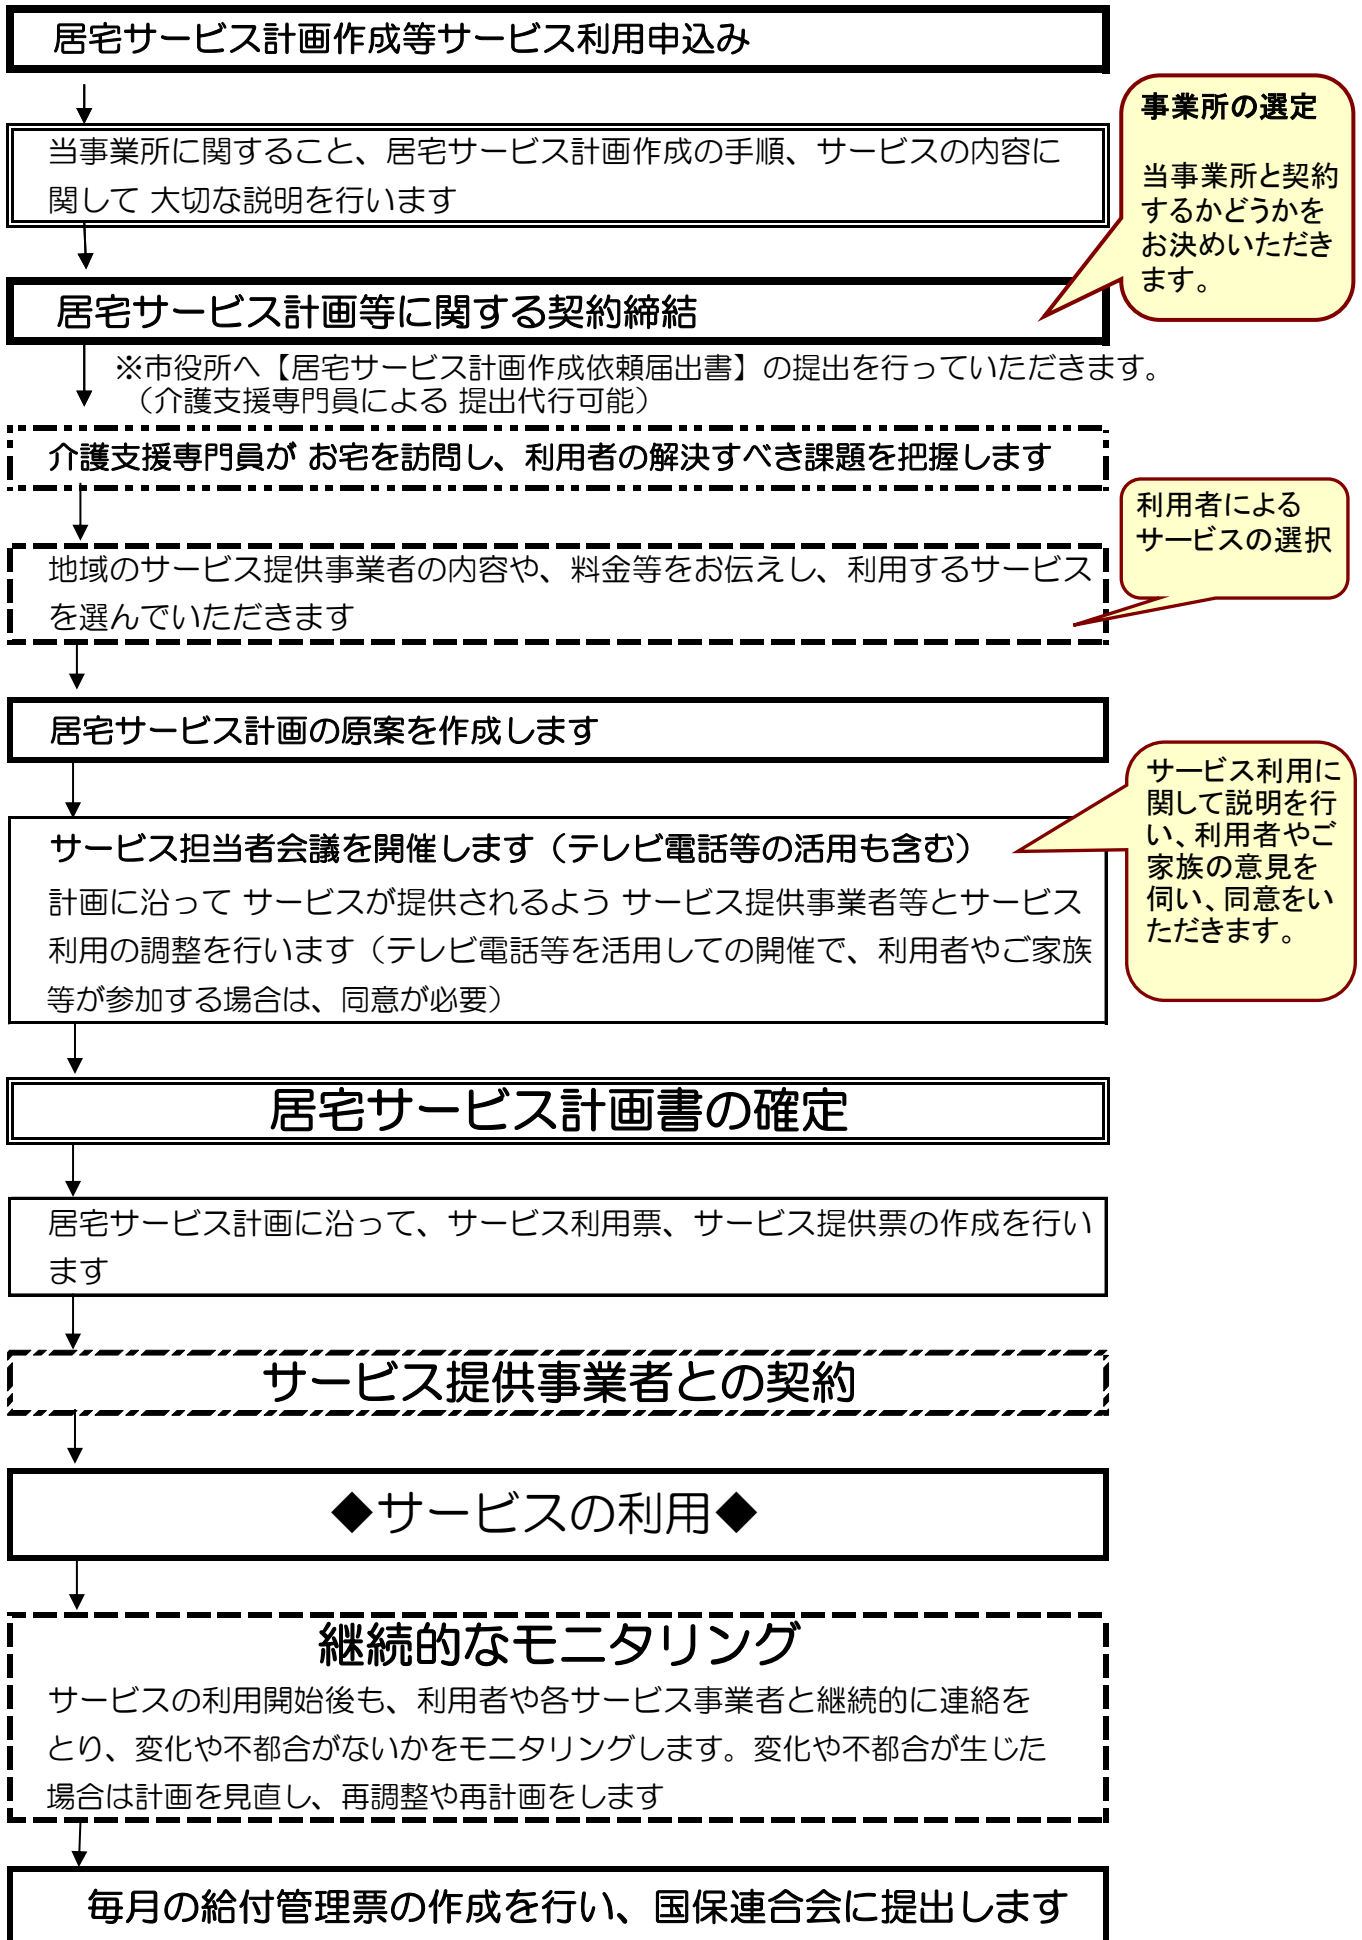 居宅サービス計画作成等サービス利用申込み
当事業所に関すること、居宅サービス計画作成の手順、サービスの内容に
関して 大切な説明を行います
事業所の選定
当事業所と契約
するかどうかを
お決めいただき
ます。
居宅サービス計画等に関する契約締結
※市役所へ【居宅サービス計画作成依頼届出書】の提出を行っていただきます。
（介護支援専門員による 提出代行可能）
介護支援専門員が お宅を訪問し、利用者の解決すべき課題を把握します
利用者による
サービスの選択
地域のサービス提供事業者の内容や、料金等をお伝えし、利用するサービス
を選んでいただきます
居宅サービス計画の原案を作成します
サービス利用に
関して説明を行
い、利用者やご
家族の意見を
伺い、同意をい
ただきます。
サービス担当者会議を開催します（テレビ電話等の活用も含む）
計画に沿って サービスが提供されるよう サービス提供事業者等とサービス
利用の調整を行います（テレビ電話等を活用しての開催で、利用者やご家族
等が参加する場合は、同意が必要）
居宅サービス計画書の確定
居宅サービス計画に沿って、サービス利用票、サービス提供票の作成を行い
ます
サービス提供事業者との契約
◆サービスの利用◆
継続的なモニタリング
サービスの利用開始後も、利用者や各サービス事業者と継続的に連絡を
とり、変化や不都合がないかをモニタリングします。変化や不都合が生じた
場合は計画を見直し、再調整や再計画をします
毎月の給付管理票の作成を行い、国保連合会に提出します